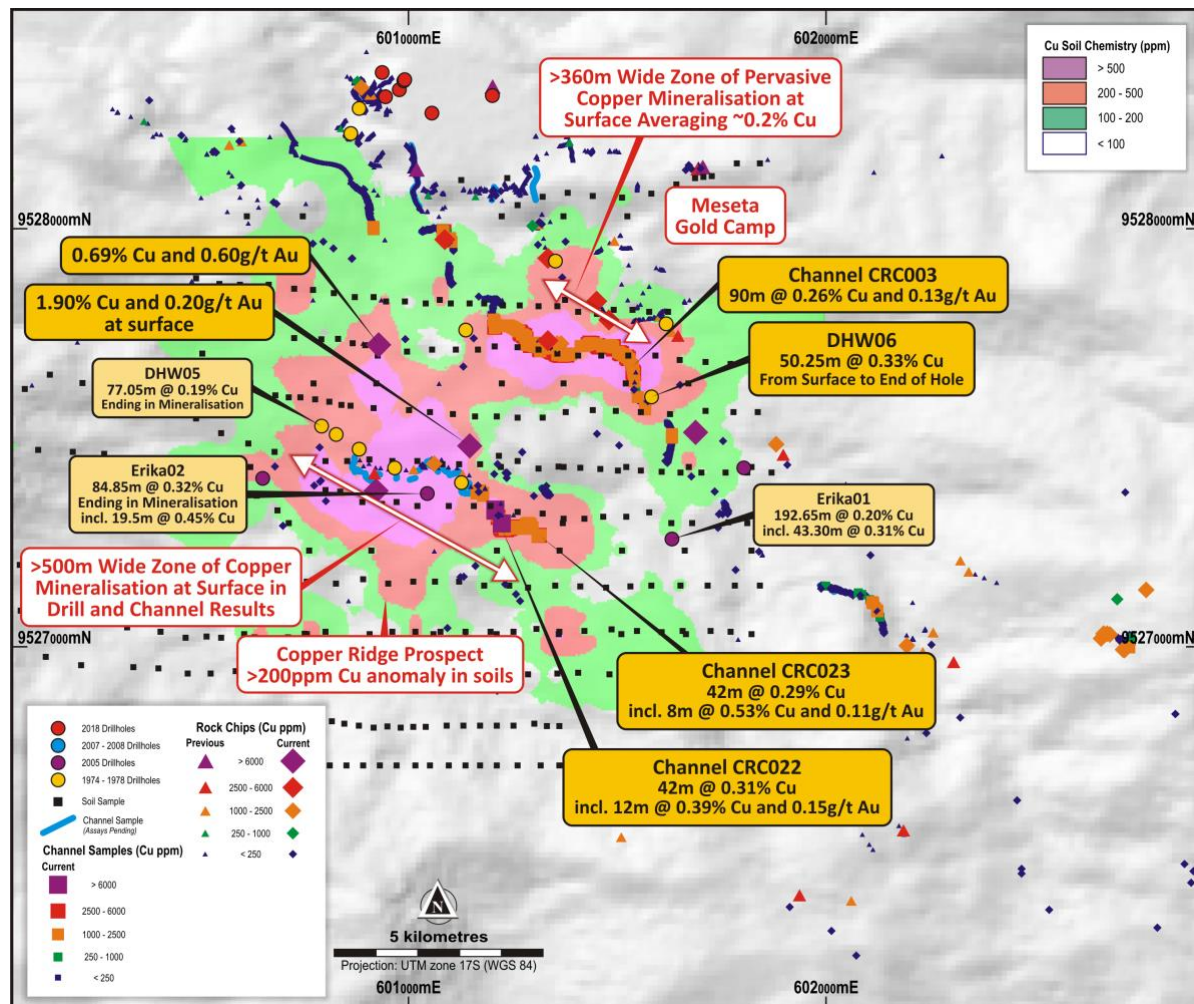 601000mE
602000mE
Cu Soil Chemistry (ppm)
> 500
200 - 500
100 - 200
< 100
>360m Wide Zone of Pervasive
Copper Mineralisation at
Surface Averaging ~0.2% Cu
Meseta
Gold Camp
9528000mN
9528000mN
0.69% Cu and 0.60g/t Au
1.90% Cu and 0.20g/t Au
at surface
Channel CRC003
90m @ 0.26% Cu and 0.13g/t Au
DHW06
50.25m @ 0.33% Cu
From Surface to End of Hole
DHW05
77.05m @ 0.19% Cu
Ending in Mineralisation
Erika02
84.85m @ 0.32% Cu
Ending in Mineralisation
incl. 19.5m @ 0.45% Cu
Erika01
192.65m @ 0.20% Cu
incl. 43.30m @ 0.31% Cu
>500m Wide Zone of Copper
Mineralisation at Surface in
Drill and Channel Results
9527000mN
9527000mN
Copper Ridge Prospect
>200ppm Cu anomaly in soils
Channel CRC023
42m @ 0.29% Cu
incl. 8m @ 0.53% Cu and 0.11g/t Au
Channel CRC022
42m @ 0.31% Cu
incl. 12m @ 0.39% Cu and 0.15g/t Au
2018 Drillholes
2007 - 2008 Drillholes
2005 Drillholes
1974 - 1978 Drillholes
Soil Sample
Channel Sample
(Assays Pending)
Channel Samples (Cu ppm)
Current
> 6000
2500 - 6000
1000 - 2500
250 - 1000
< 250
Rock Chips (Cu ppm)
Previous
Current
> 6000
2500 - 6000
1000 - 2500
250 - 1000
< 250
N
5 kilometres
Projection: UTM zone 17S (WGS 84)
601000mE
602000mE